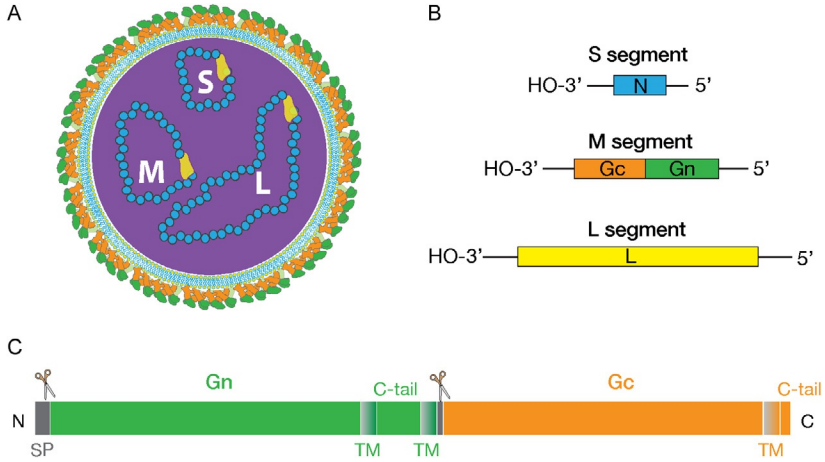 A
S
M
L
B
S segment
HO-3’ N 5’
M segment
HO-3’ Gc Gn 5’
L segment
HO-3’ L 5’
C
Gn C-tail Gc C-tail
N C
SP TM TM TM